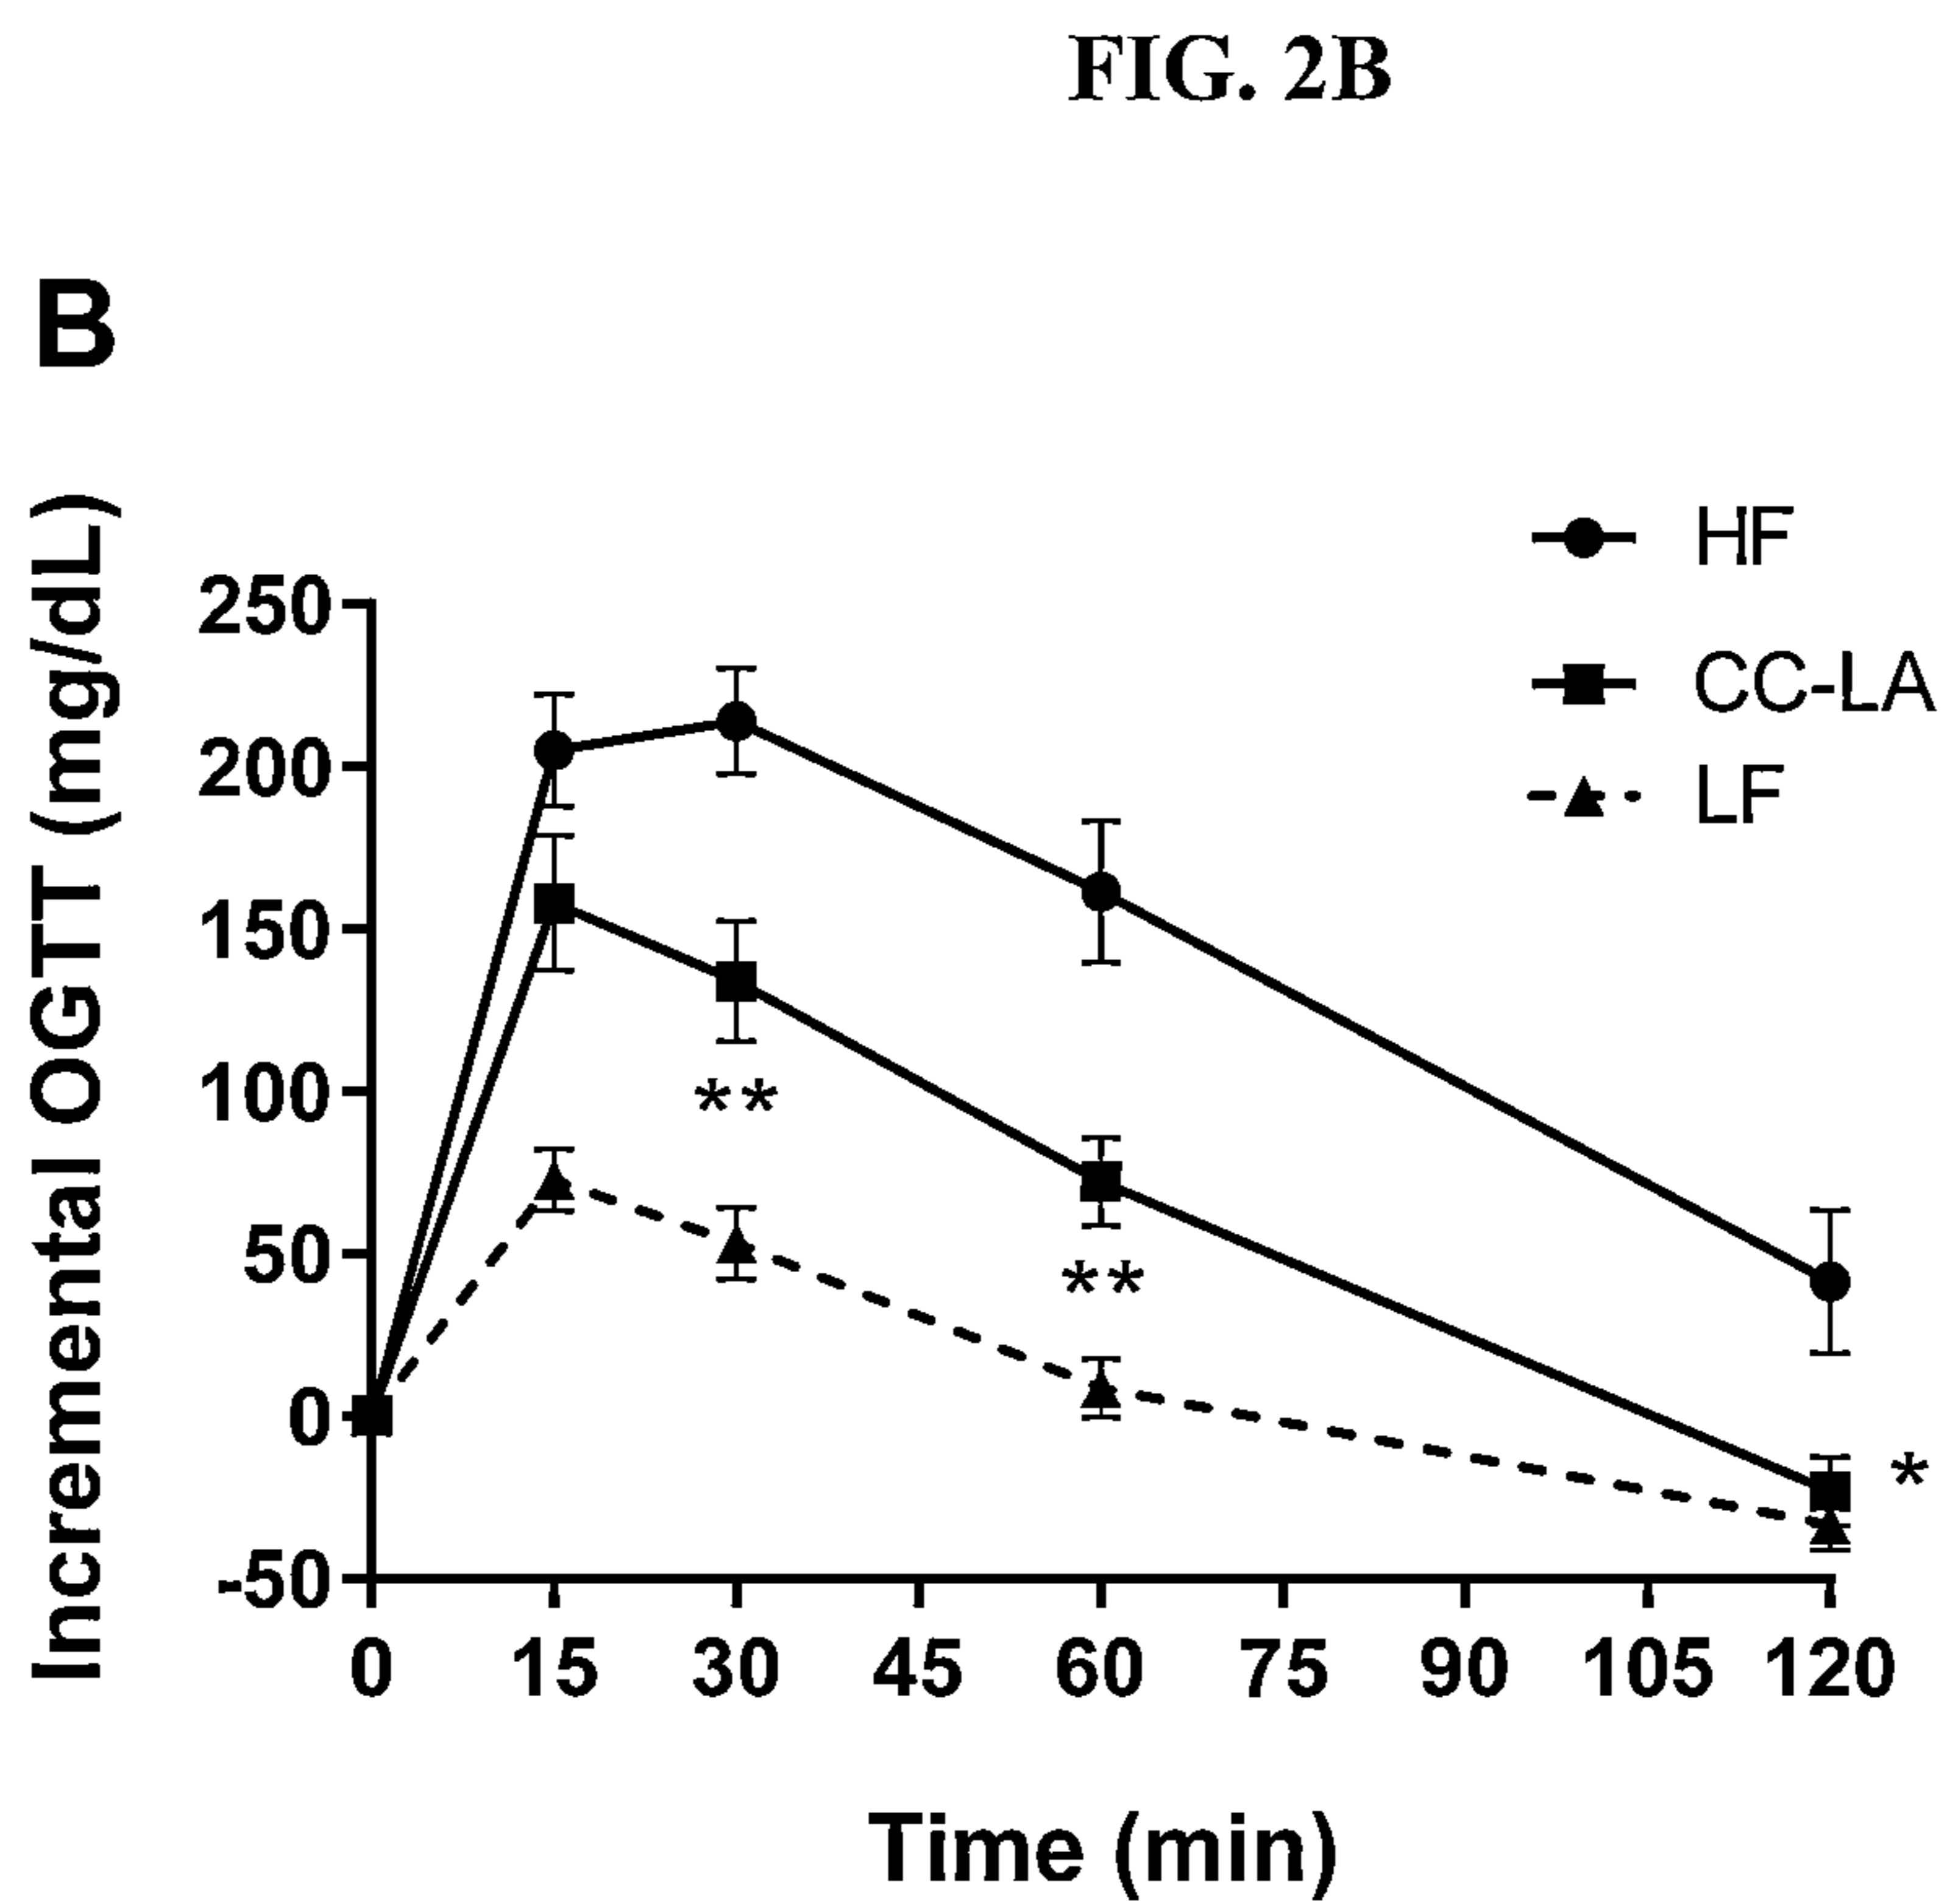 FIG. 2B
B
Incremental OGTT (mg/dL)
HF
CC-LA
LF
250
200
150
100
50
0
-50
**
**
*
0 15 30 45 60 75 90 105 120
Time (min)